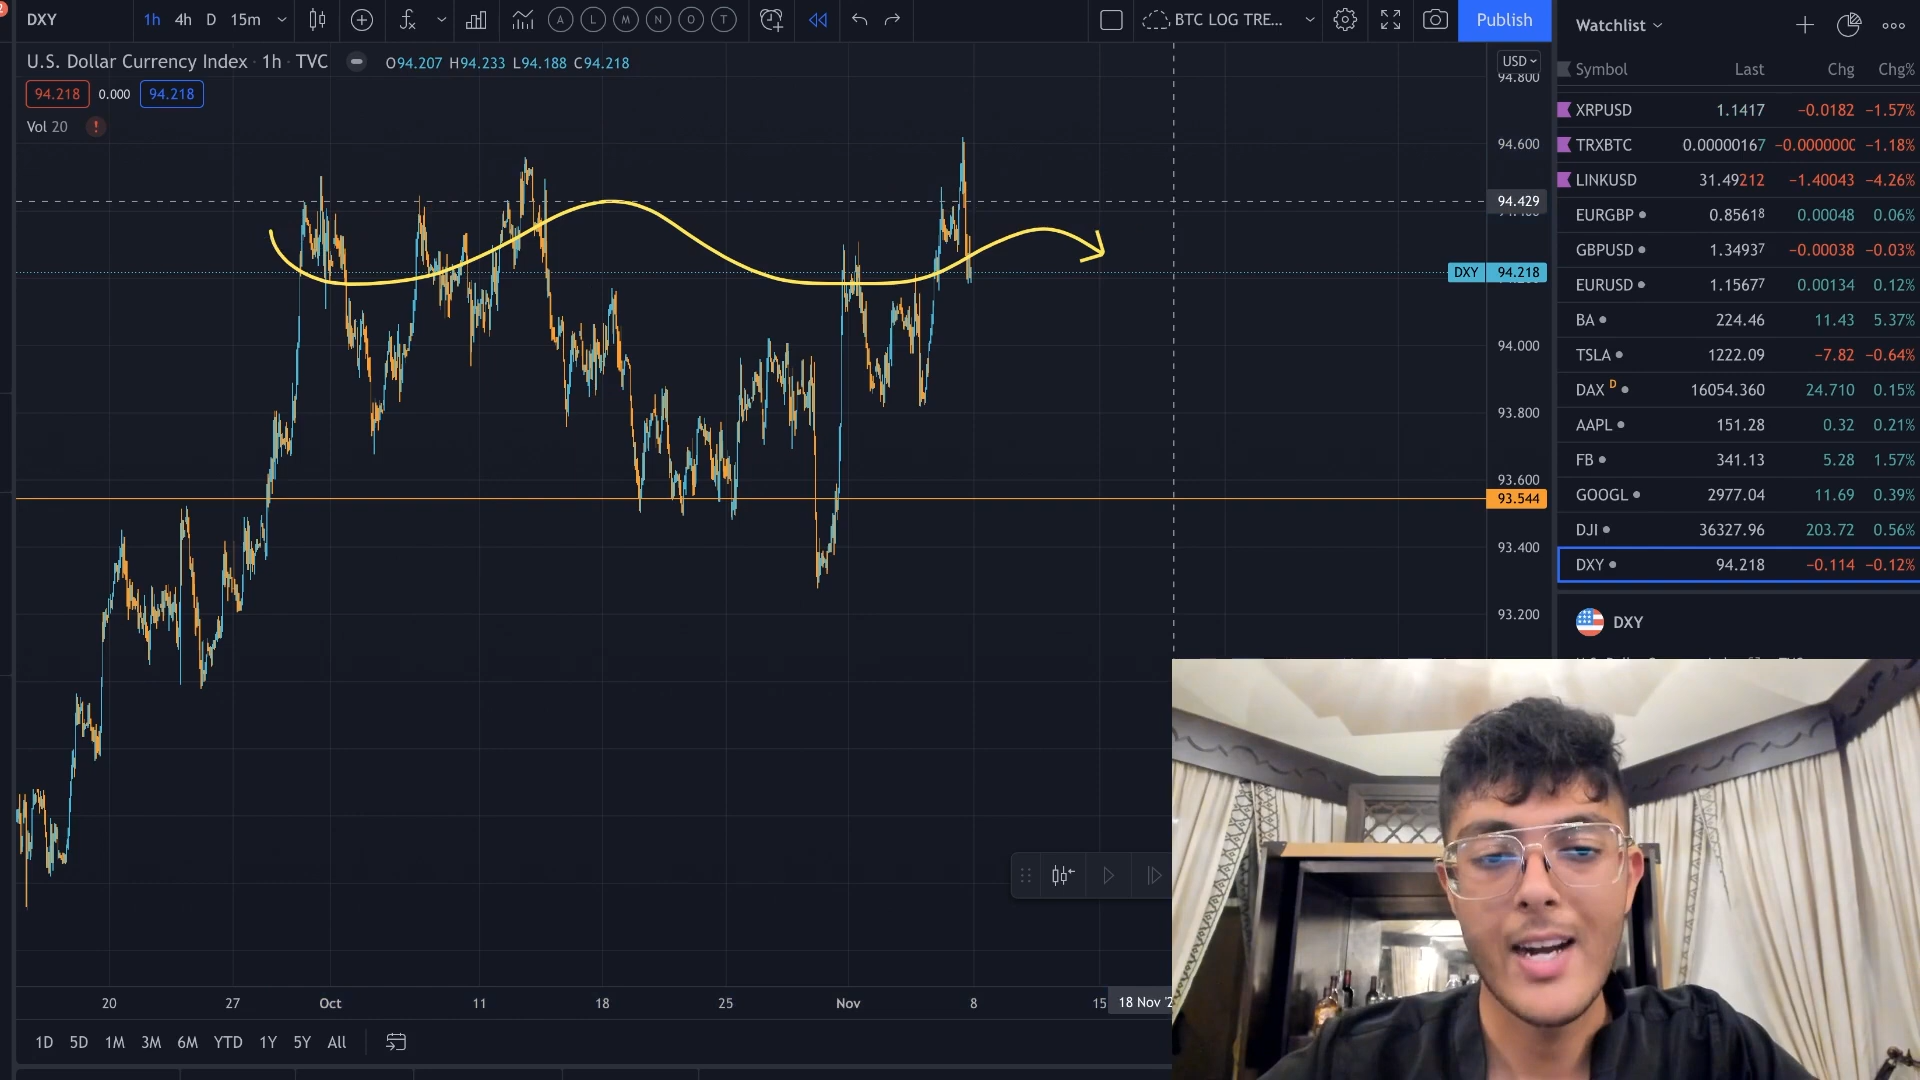 DXY 1h 4h D 15m A L M N O T BTC LOG TRE... Publish
U.S. Dollar Currency Index · 1h · TVC O94.207 H94.233 L94.188 C94.218
94.218 0.000 94.218
Vol 20 !
USD
94.800
94.600
94.429
DXY 94.218
94.000
93.800
93.600
93.544
93.400
93.200
20 27 Oct 11 18 25 Nov 8 15 18 Nov '2
1D 5D 1M 3M 6M YTD 1Y 5Y All
Watchlist
Symbol Last Chg Chg%
XRPUSD 1.1417 −0.0182 −1.57%
TRXBTC 0.00000167 −0.0000000 −1.18%
LINKUSD 31.49212 −1.40043 −4.26%
EURGBP 0.85618 0.00048 0.06%
GBPUSD 1.34937 −0.00038 −0.03%
EURUSD 1.15677 0.00134 0.12%
BA 224.46 11.43 5.37%
TSLA 1222.09 −7.82 −0.64%
DAX D 16054.360 24.710 0.15%
AAPL 151.28 0.32 0.21%
FB 341.13 5.28 1.57%
GOOGL 2977.04 11.69 0.39%
DJI 36327.96 203.72 0.56%
DXY 94.218 −0.114 −0.12%
DXY